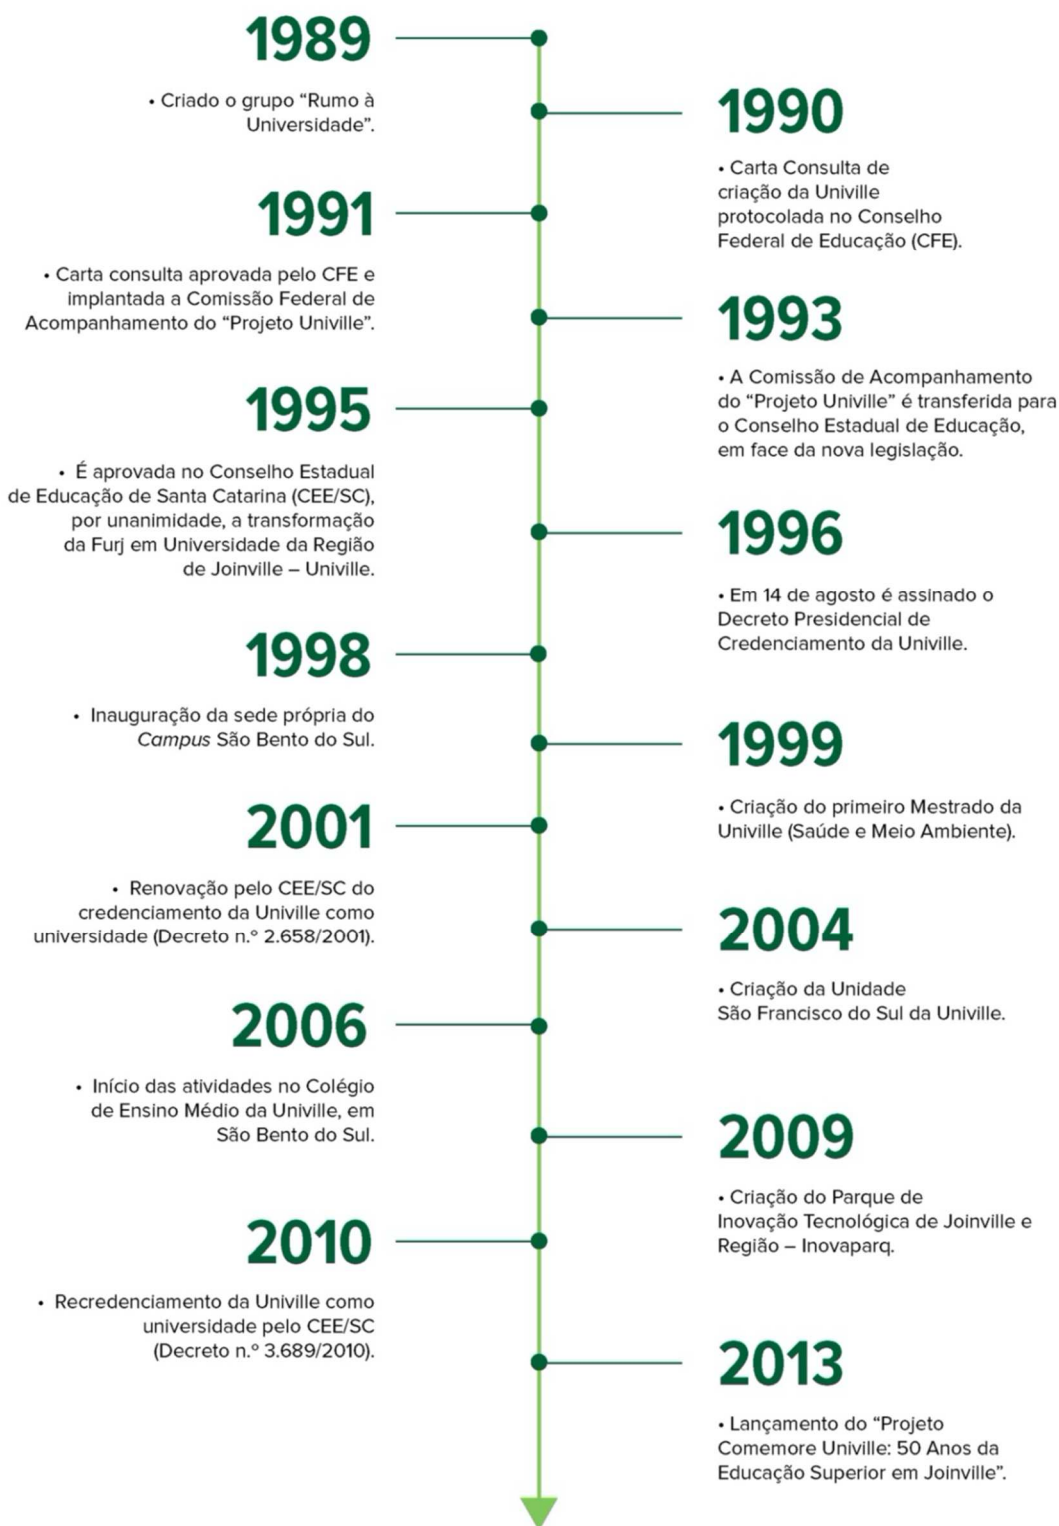 1989
• Criado o grupo “Rumo à
Universidade”.
1990
• Carta Consulta de
criação da Univille
protocolada no Conselho
Federal de Educação (CFE).
1991
• Carta consulta aprovada pelo CFE e
implantada a Comissão Federal de
Acompanhamento do “Projeto Univille”.
1993
• A Comissão de Acompanhamento
do “Projeto Univille” é transferida para
o Conselho Estadual de Educação,
em face da nova legislação.
1995
• É aprovada no Conselho Estadual
de Educação de Santa Catarina (CEE/SC),
por unanimidade, a transformação
da Furj em Universidade da Região
de Joinville – Univille.
1996
• Em 14 de agosto é assinado o
Decreto Presidencial de
Credenciamento da Univille.
1998
• Inauguração da sede própria do
Campus São Bento do Sul.
1999
• Criação do primeiro Mestrado da
Univille (Saúde e Meio Ambiente).
2001
• Renovação pelo CEE/SC do
credenciamento da Univille como
universidade (Decreto n.º 2.658/2001).
2004
• Criação da Unidade
São Francisco do Sul da Univille.
2006
• Início das atividades no Colégio
de Ensino Médio da Univille, em
São Bento do Sul.
2009
• Criação do Parque de
Inovação Tecnológica de Joinville e
Região – Inovaparq.
2010
• Recredenciamento da Univille como
universidade pelo CEE/SC
(Decreto n.º 3.689/2010).
2013
• Lançamento do “Projeto
Comemore Univille: 50 Anos da
Educação Superior em Joinville”.